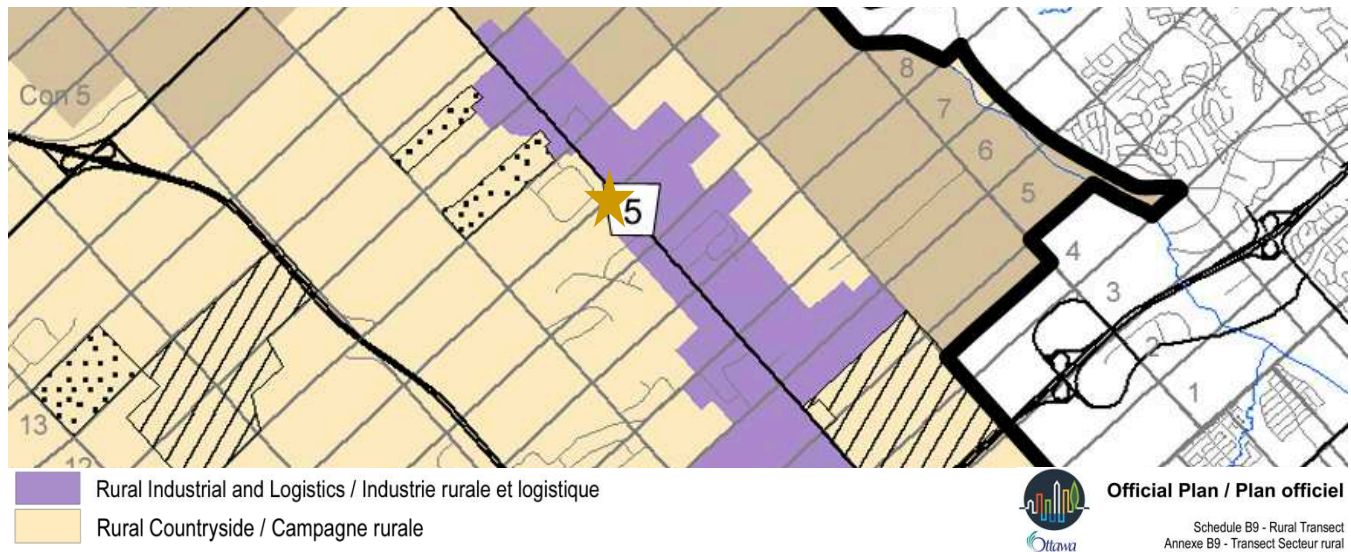 Con 5
8
7
6
5
5
4
3
2
1
13
12
Rural Industrial and Logistics / Industrie rurale et logistique
Rural Countryside / Campagne rurale
Official Plan / Plan officiel
Schedule B9 - Rural Transect
Annexe B9 - Transect Secteur rural
Ottawa